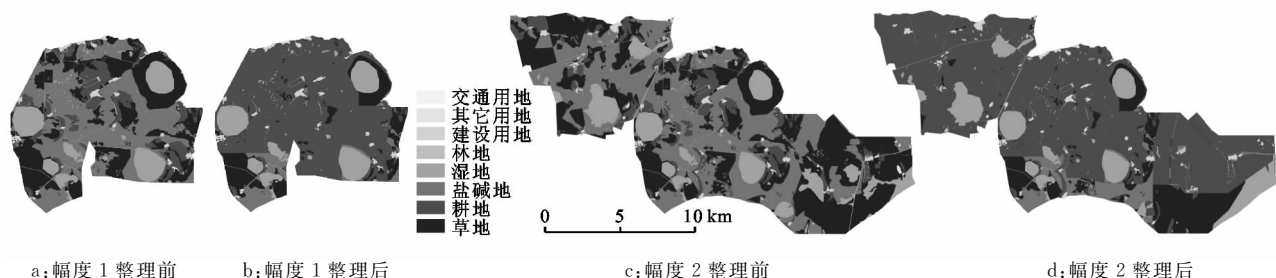 交通用地
其它用地
建设用地
林地
湿地
盐碱地
耕地
草地
0 5 10 km
a:幅度 1 整理前 b:幅度 1 整理后 c:幅度 2 整理前 d:幅度 2 整理后